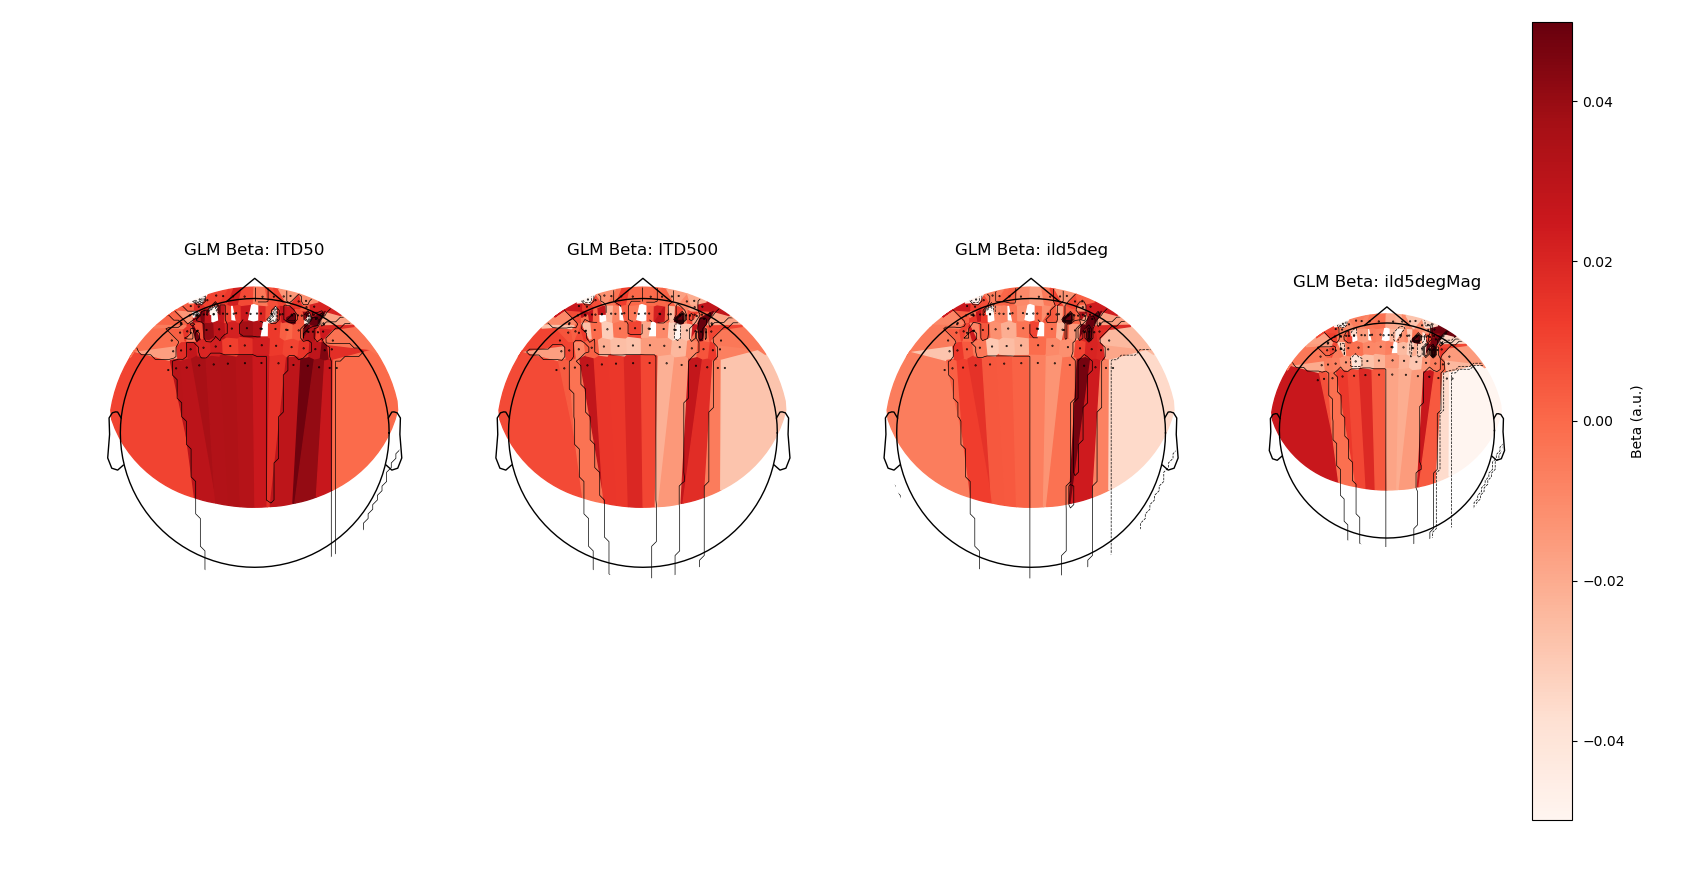 GLM Beta: ITD50
GLM Beta: ITD500
GLM Beta: ild5deg
GLM Beta: ild5degMag
0.04
0.02
0.00
−0.02
−0.04
Beta (a.u.)